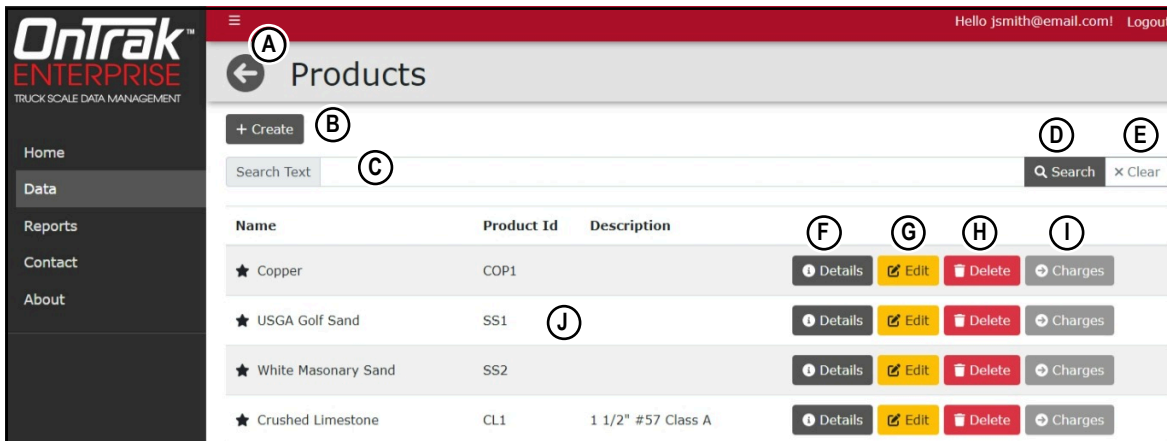 OnTrak™
ENTERPRISE
TRUCK SCALE DATA MANAGEMENT
Home
Data
Reports
Contact
About
Hello jsmith@email.com! Logout
A
Products
+ Create B
Search Text C
D E
Search × Clear
Name Product Id Description
F G H I
Copper COP1 Details Edit Delete Charges
USGA Golf Sand SS1 J Details Edit Delete Charges
White Masonary Sand SS2 Details Edit Delete Charges
Crushed Limestone CL1 1 1/2" #57 Class A Details Edit Delete Charges